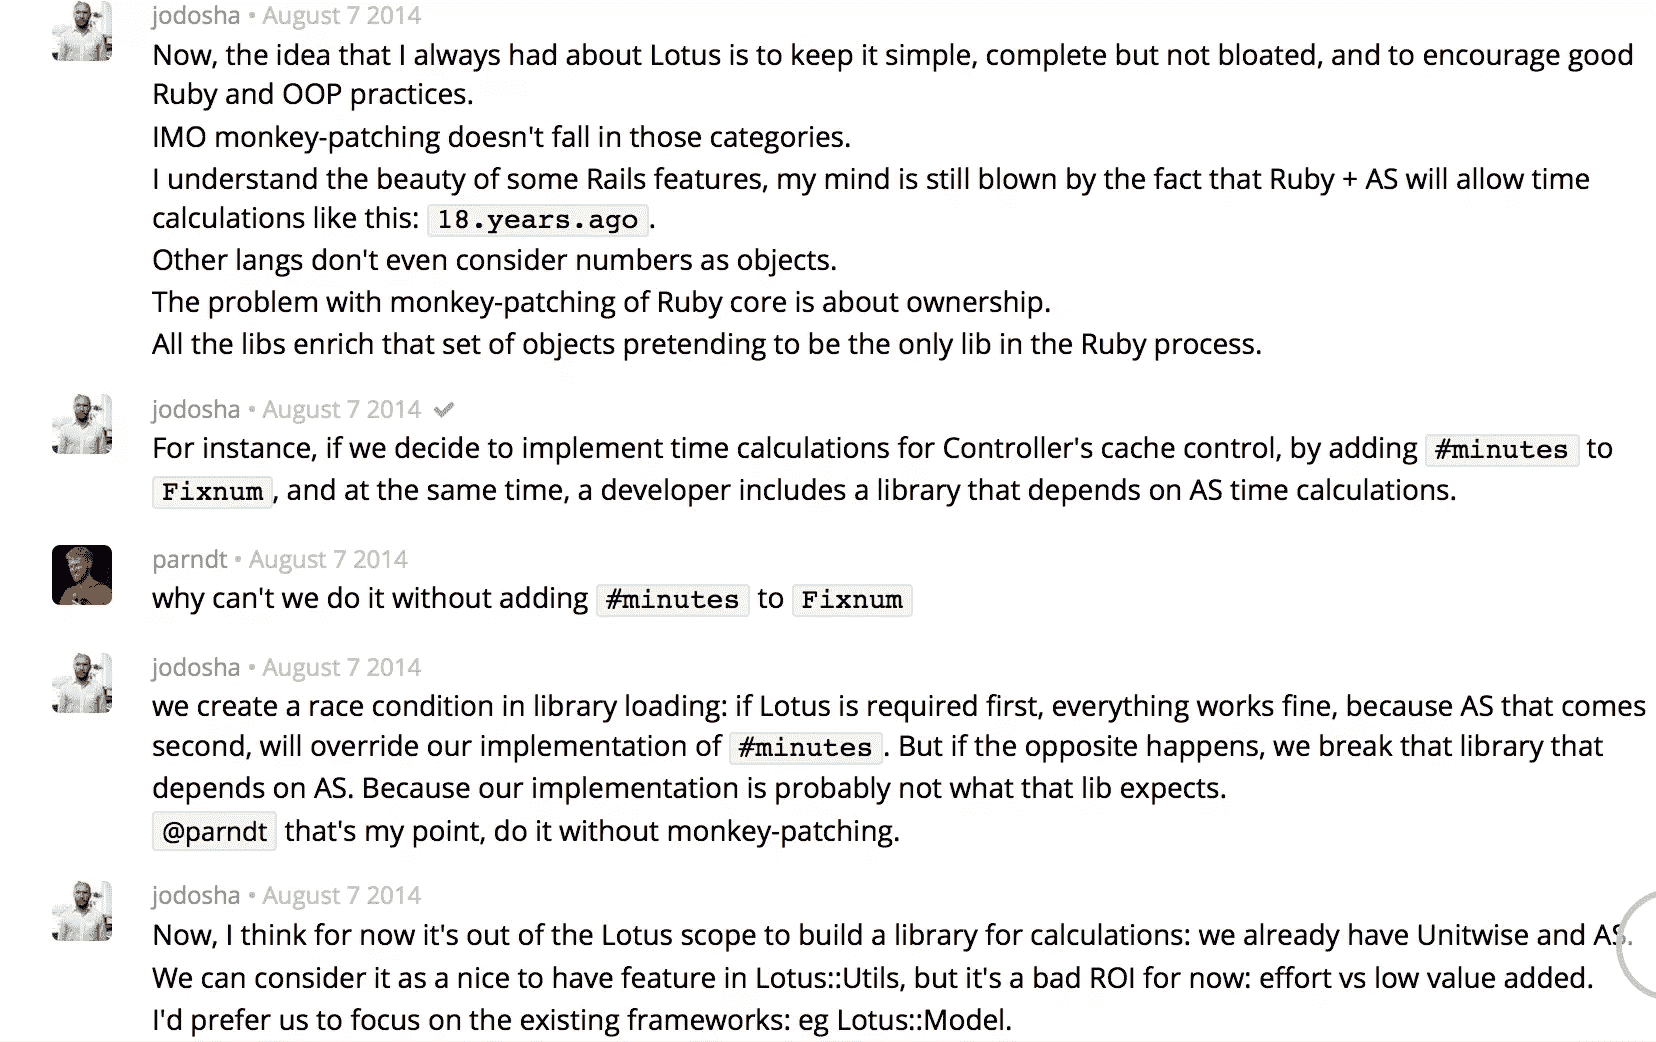 jodosha • August 7 2014
Now, the idea that I always had about Lotus is to keep it simple, complete but not bloated, and to encourage good
Ruby and OOP practices.
IMO monkey-patching doesn't fall in those categories.
I understand the beauty of some Rails features, my mind is still blown by the fact that Ruby + AS will allow time
calculations like this: 18.years.ago.
Other langs don't even consider numbers as objects.
The problem with monkey-patching of Ruby core is about ownership.
All the libs enrich that set of objects pretending to be the only lib in the Ruby process.
jodosha • August 7 2014 ✔
For instance, if we decide to implement time calculations for Controller's cache control, by adding #minutes to
Fixnum, and at the same time, a developer includes a library that depends on AS time calculations.
parndt • August 7 2014
why can't we do it without adding #minutes to Fixnum
jodosha • August 7 2014
we create a race condition in library loading: if Lotus is required first, everything works fine, because AS that comes
second, will override our implementation of #minutes. But if the opposite happens, we break that library that
depends on AS. Because our implementation is probably not what that lib expects.
@parndt that's my point, do it without monkey-patching.
jodosha • August 7 2014
Now, I think for now it's out of the Lotus scope to build a library for calculations: we already have Unitwise and AS.
We can consider it as a nice to have feature in Lotus::Utils, but it's a bad ROI for now: effort vs low value added.
I'd prefer us to focus on the existing frameworks: eg Lotus::Model.